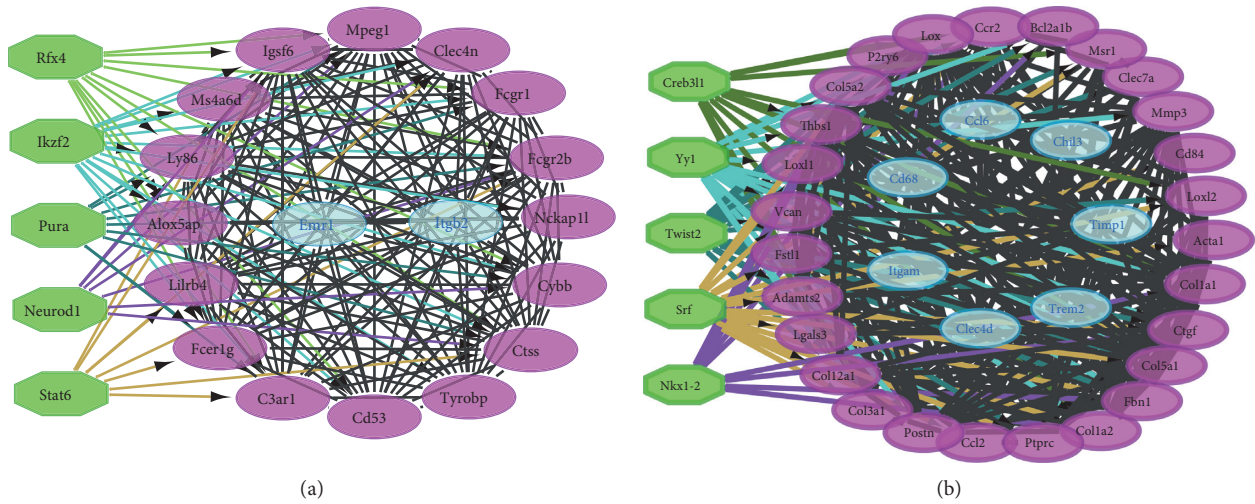 Rfx4
Ikzf2
Pura
Neurod1
Stat6
Mpeg1
Igsf6
Clec4n
Ms4a6d
Fcgr1
Ly86
Fcgr2b
Alox5ap
Emr1
Itgb2
Nckap1l
Lilrb4
Cybb
Fcer1g
Ctss
C3ar1
Cd53
Tyrobp
(a)
Creb3l1
Yy1
Twist2
Srf
Nkx1-2
Lox
Ccr2
Bcl2a1b
P2ry6
Msr1
Col5a2
Clec7a
Thbs1
Ccl6
Mmp3
Chil3
Loxl1
Cd68
Cd84
Loxl2
Vcan
Timp1
Acta1
Fstl1
Itgam
Col1a1
Adamts2
Trem2
Lgals3
Clec4d
Ctgf
Col12a1
Col5a1
Col3a1
Fbn1
Postn
Ccl2
Ptprc
Col1a2
(b)